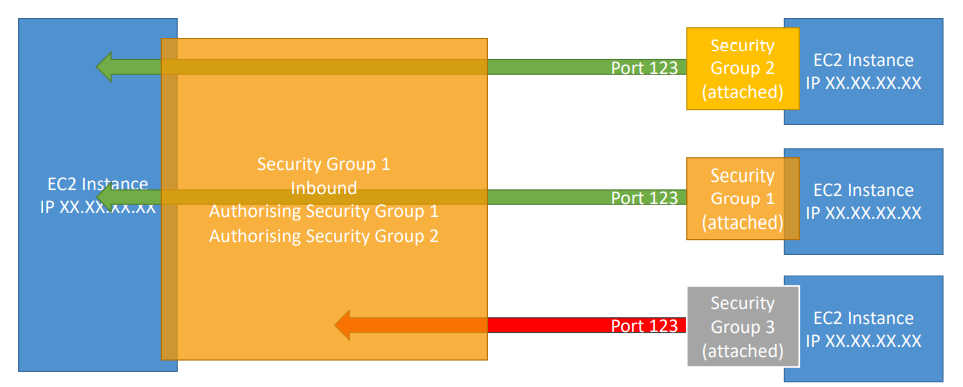 EC2 Instance
IP XX.XX.XX.XX
Security Group 1
Inbound
Authorising Security Group 1
Authorising Security Group 2
Port 123
Security
Group 2
(attached)
EC2 Instance
IP XX.XX.XX.XX
Port 123
Security
Group 1
(attached)
EC2 Instance
IP XX.XX.XX.XX
Port 123
Security
Group 3
(attached)
EC2 Instance
IP XX.XX.XX.XX